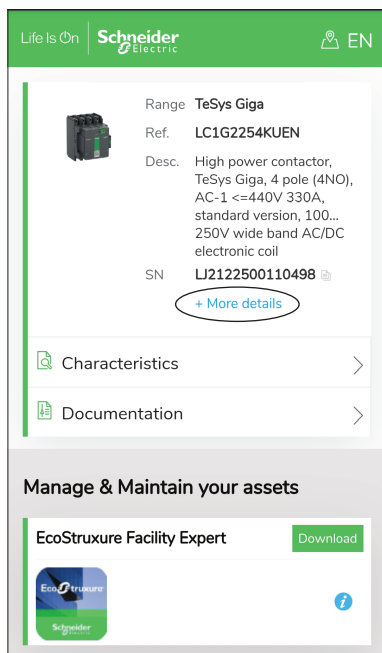 Life Is On Schneider Electric EN
Range TeSys Giga
Ref. LC1G2254KUEN
Desc. High power contactor,
TeSys Giga, 4 pole (4NO),
AC-1 <=440V 330A,
standard version, 100...
250V wide band AC/DC
electronic coil
SN LJ2122500110498
+ More details
Characteristics
Documentation
Manage & Maintain your assets
EcoStruxure Facility Expert Download
EcoStruxure
Schneider
Electric